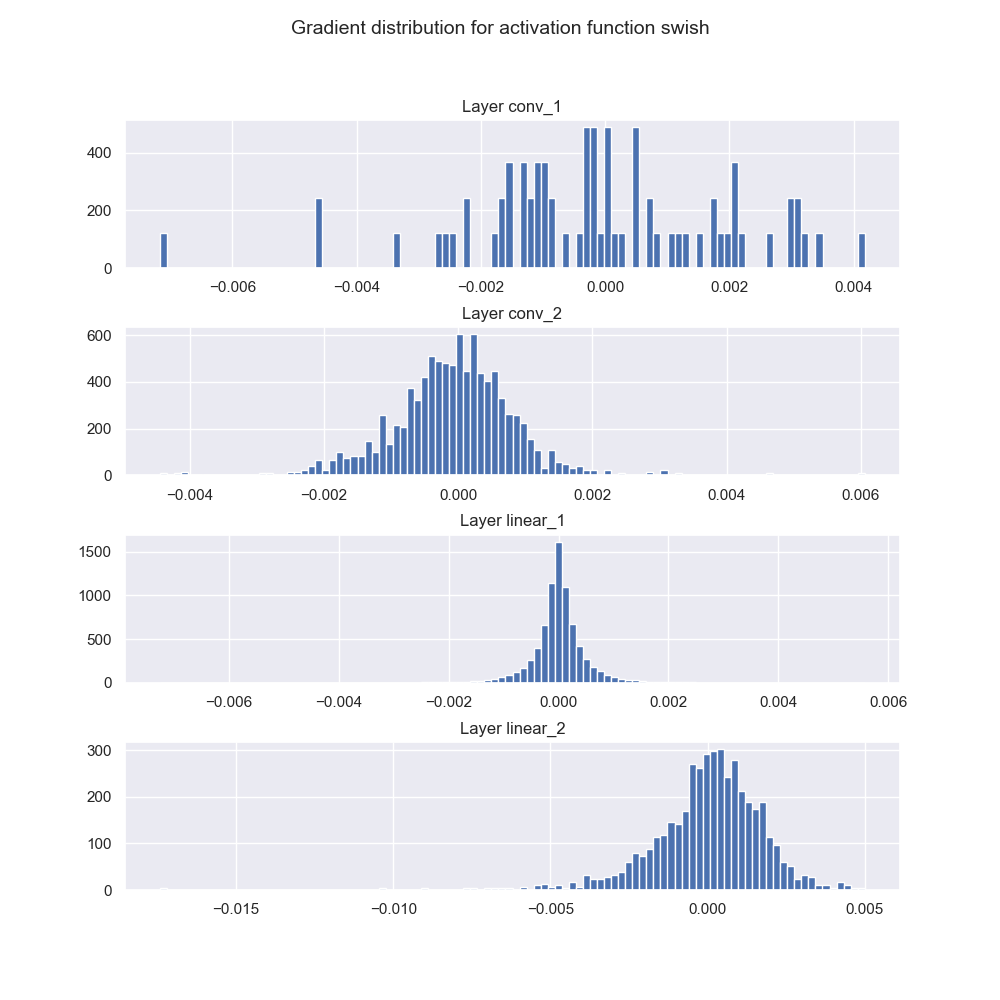 Gradient distribution for activation function swish
Layer conv_1
400
200
0
−0.006 −0.004 −0.002 0.000 0.002 0.004
Layer conv_2
600
400
200
0
−0.004 −0.002 0.000 0.002 0.004 0.006
Layer linear_1
1500
1000
500
0
−0.006 −0.004 −0.002 0.000 0.002 0.004 0.006
Layer linear_2
300
200
100
0
−0.015 −0.010 −0.005 0.000 0.005